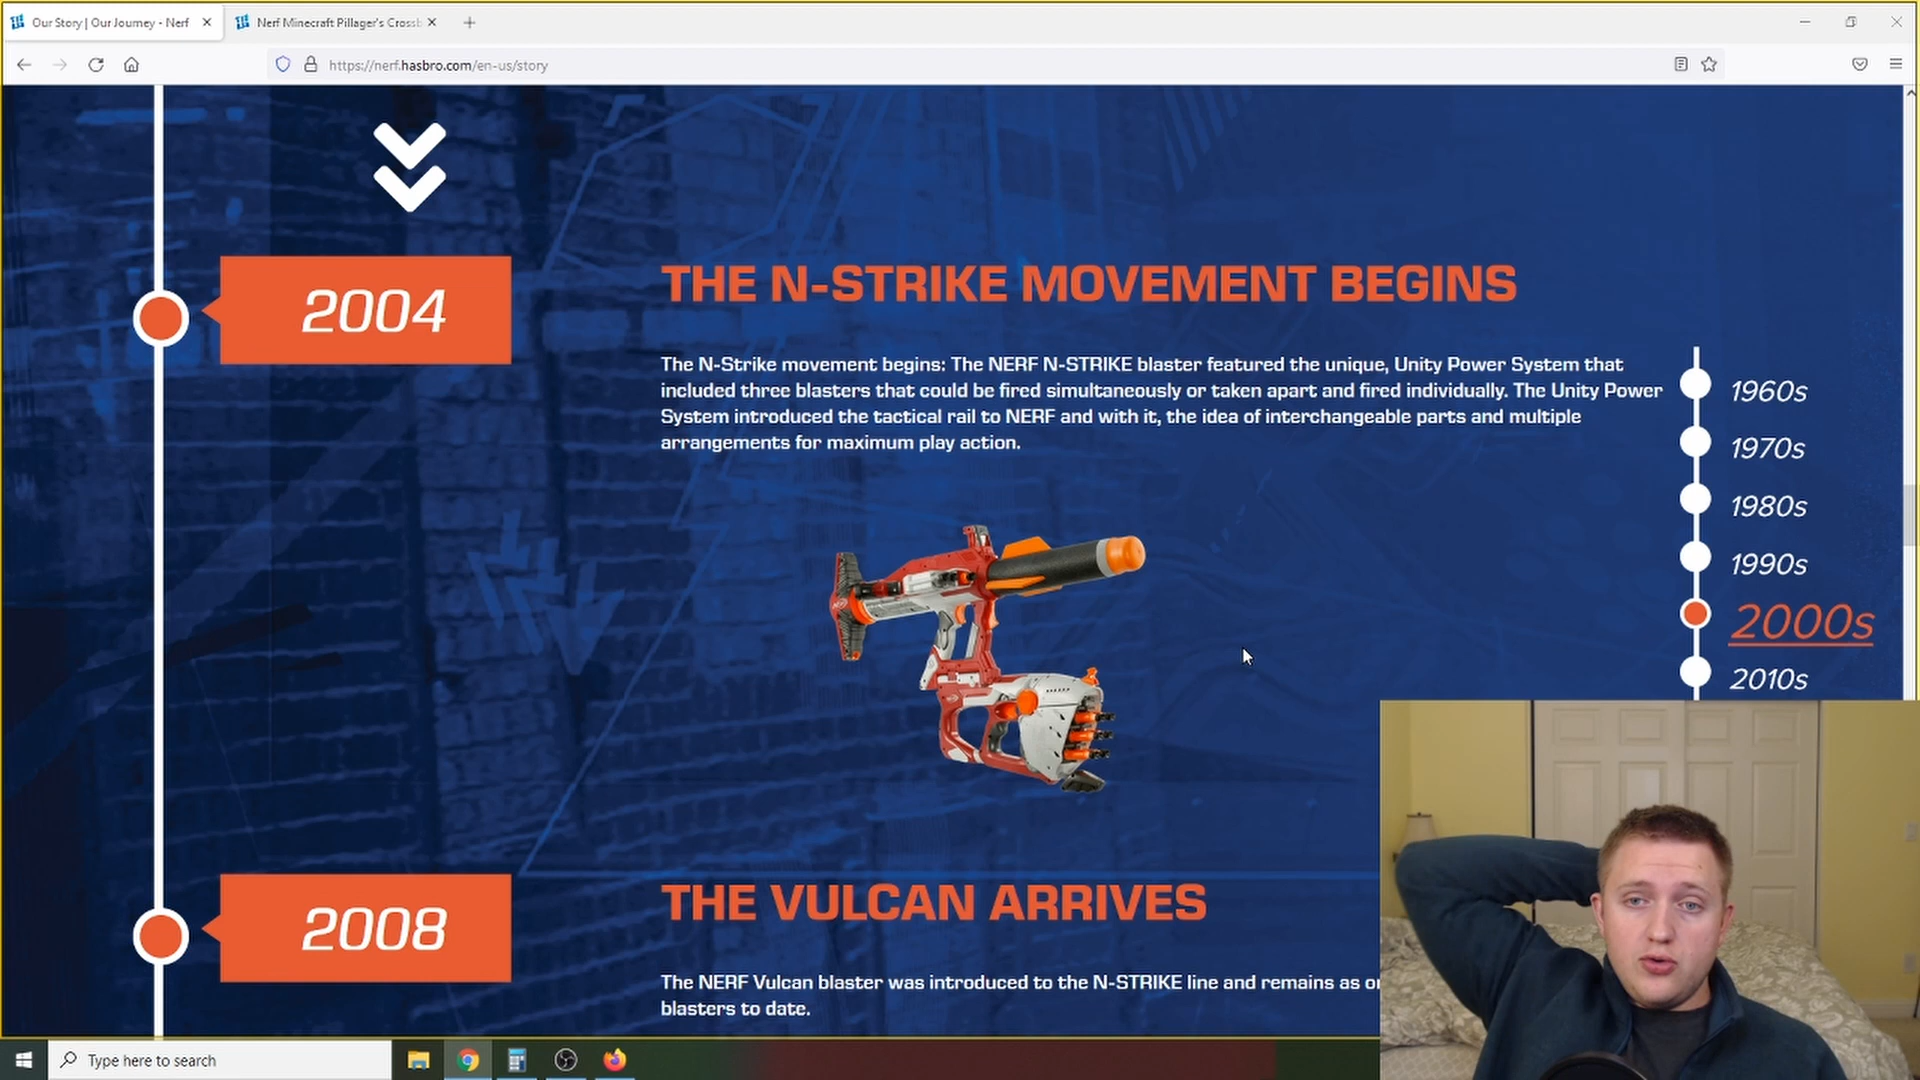 Our Story | Our Journey - Nerf
Nerf Minecraft Pillager's Crossb
https://nerf.hasbro.com/en-us/story
2004
THE N-STRIKE MOVEMENT BEGINS
The N-Strike movement begins: The NERF N-STRIKE blaster featured the unique, Unity Power System that
included three blasters that could be fired simultaneously or taken apart and fired individually. The Unity Power
System introduced the tactical rail to NERF and with it, the idea of interchangeable parts and multiple
arrangements for maximum play action.
1960s
1970s
1980s
1990s
2000s
2010s
2008
THE VULCAN ARRIVES
The NERF Vulcan blaster was introduced to the N-STRIKE line and remains as
blasters to date.
Type here to search